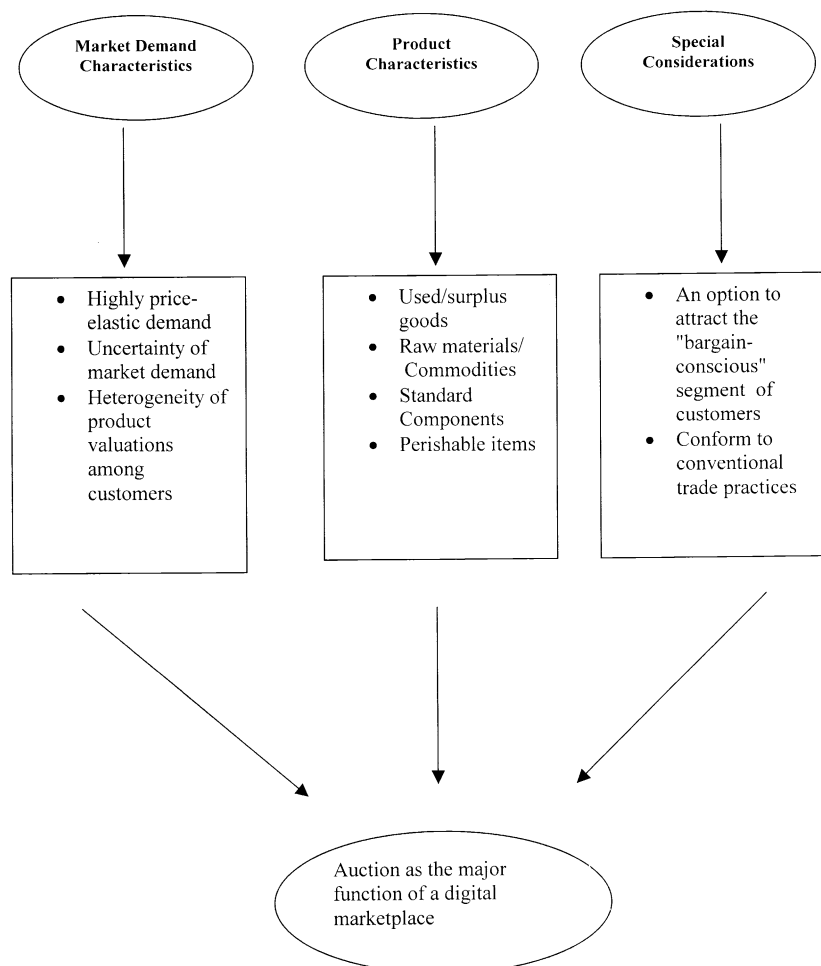 Market Demand
Characteristics
Product
Characteristics
Special
Considerations
• Highly price-
elastic demand
• Uncertainty of
market demand
• Heterogeneity of
product
valuations
among
customers
• Used/surplus
goods
• Raw materials/
Commodities
• Standard
Components
• Perishable items
• An option to
attract the
"bargain-
conscious"
segment of
customers
• Conform to
conventional
trade practices
Auction as the major
function of a digital
marketplace